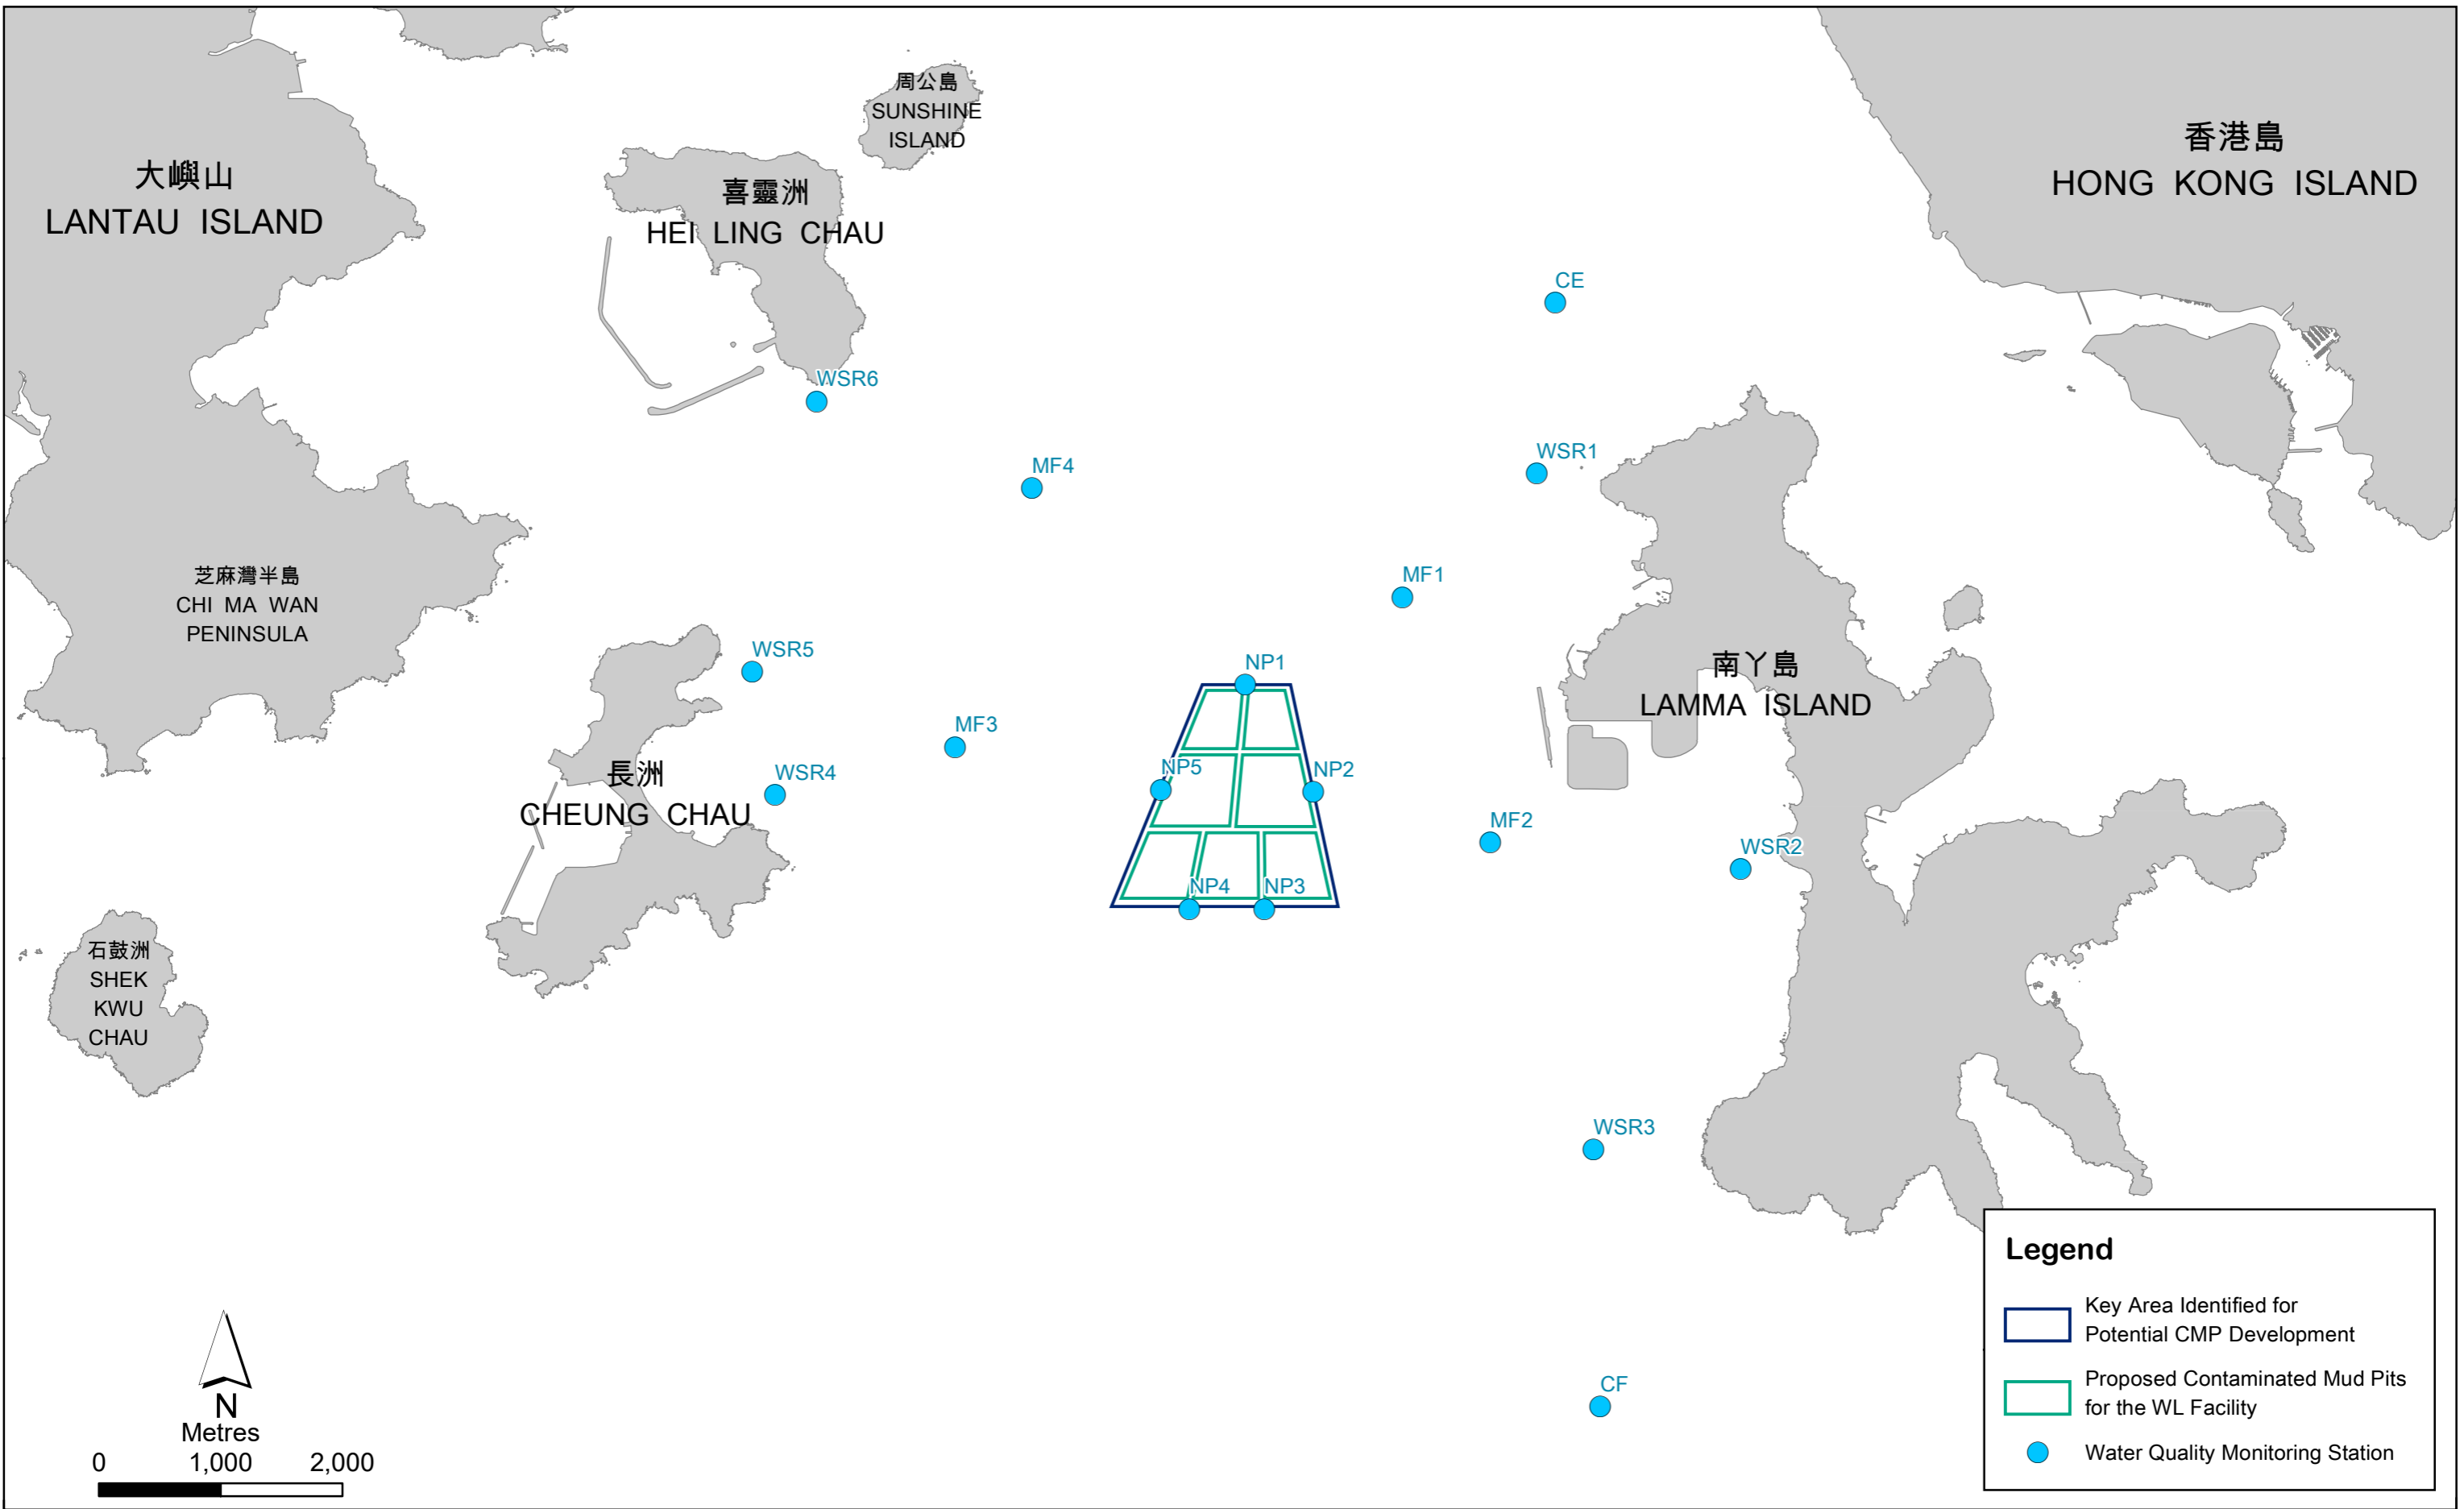 周公島
SUNSHINE
ISLAND
香港島
HONG KONG ISLAND
大嶼山
LANTAU ISLAND
喜靈洲
HEI LING CHAU
CE
WSR6
WSR1
MF4
芝麻灣半島
CHI MA WAN
PENINSULA
MF1
WSR5
NP1
南丫島
LAMMA ISLAND
MF3
NP5
NP2
長洲
CHEUNG CHAU
WSR4
MF2
WSR2
NP4
NP3
石鼓洲
SHEK
KWU
CHAU
WSR3
CF
N
Metres
0 1,000 2,000
Legend
Key Area Identified for
Potential CMP Development
Proposed Contaminated Mud Pits
for the WL Facility
Water Quality Monitoring Station